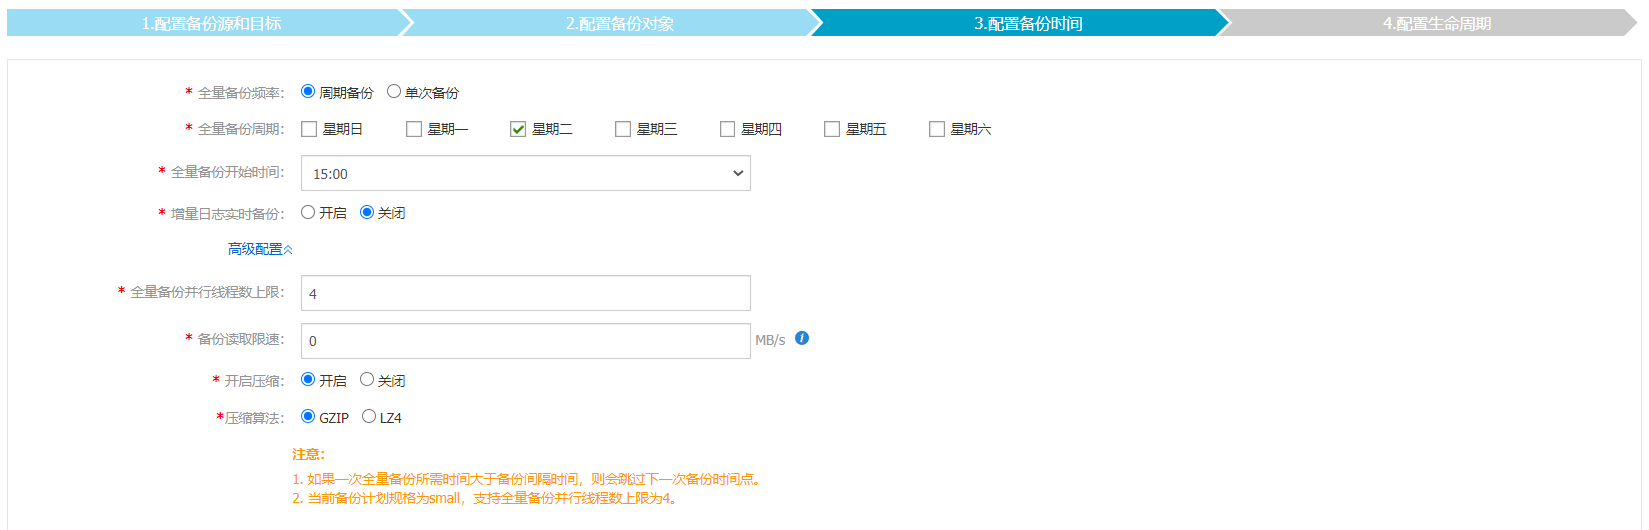 1.配置备份源和目标 2.配置备份对象 3.配置备份时间 4.配置生命周期
* 全量备份频率: 周期备份 单次备份
* 全量备份周期: 星期日 星期一 星期二 星期三 星期四 星期五 星期六
* 全量备份开始时间: 15:00
* 增量日志实时备份: 开启 关闭
高级配置
* 全量备份并行线程数上限: 4
* 备份读取限速: 0 MB/s
* 开启压缩: 开启 关闭
*压缩算法: GZIP LZ4
注意:
1. 如果一次全量备份所需时间大于备份间隔时间，则会跳过下一次备份时间点。
2. 当前备份计划规格为small，支持全量备份并行线程数上限为4。